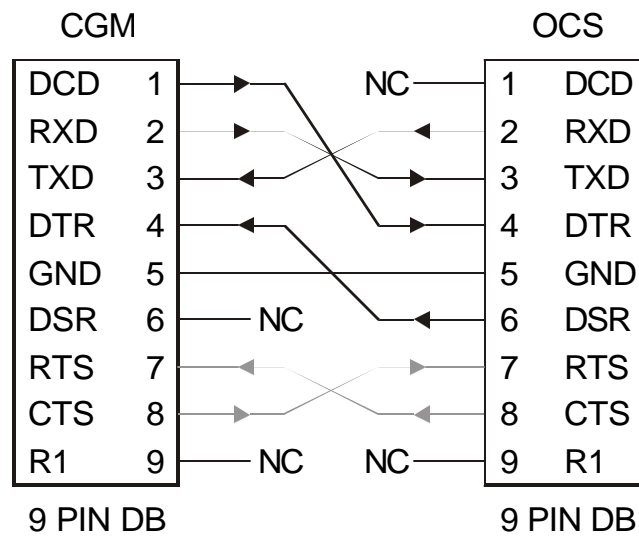 CGM OCS
DCD 1 NC 1 DCD
RXD 2 2 RXD
TXD 3 3 TXD
DTR 4 4 DTR
GND 5 5 GND
DSR 6 NC 6 DSR
RTS 7 7 RTS
CTS 8 8 CTS
R1 9 NC NC 9 R1
9 PIN DB 9 PIN DB